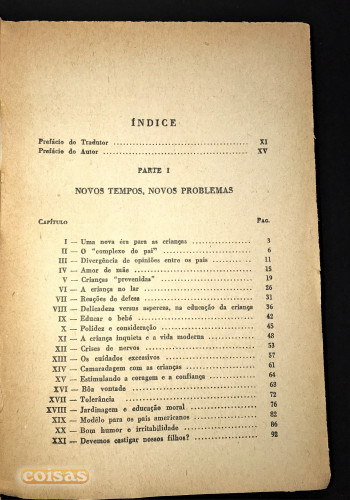 ÍNDICE
Prefácio do Tradutor XI
Prefácio do Autor XV
PARTE I
NOVOS TEMPOS, NOVOS PROBLEMAS
CAPÍTULO PÁG.
I — Uma nova éra para as crianças 3
II — O "complexo de pai" 6
III — Divergência de opiniões entre os pais 11
IV — Amor de mãe 15
V — Crianças "prevenidas" 19
VI — A criança no lar 26
VII — Reações de defesa 31
VIII — Delicadeza versus aspereza, na educação da criança 36
IX — Educar o bebê 42
X — Polidez e consideração 45
XI — A criança inquieta e a vida moderna 48
XII — Crises de nervos 53
XIII — Os cuidados excessivos 57
XIV — Camaradagem com as crianças 61
XV — Estimulando a coragem e a confiança 64
XVI — Bôa vontade 68
XVII — Tolerância 72
XVIII — Jardinagem e educação moral 76
XIX — Modêlo para os pais americanos 82
XX — Bom humor e irritabilidade 86
XXI — Devemos castigar nossos filhos? 92
coisas